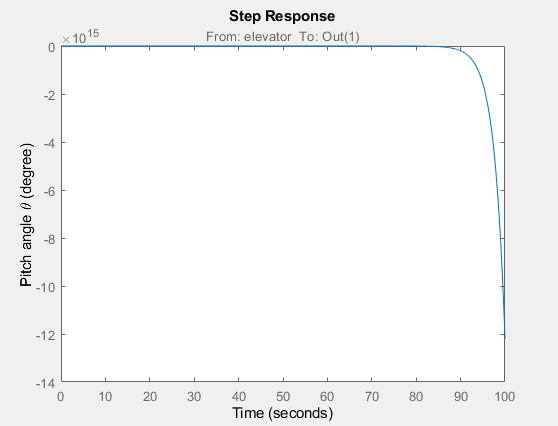 Step Response
From: elevator  To: Out(1)
×10^15
0
-2
-4
-6
-8
-10
-12
-14
Pitch angle θ (degree)
0 10 20 30 40 50 60 70 80 90 100
Time (seconds)